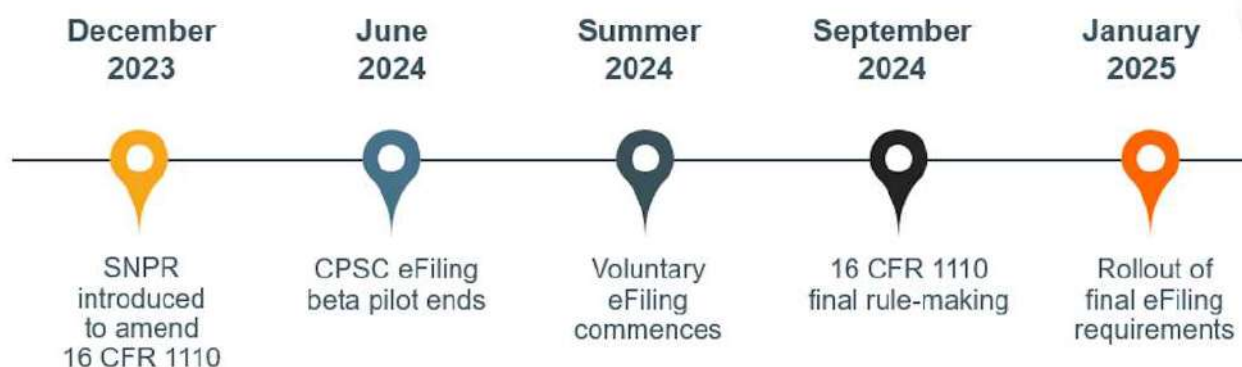 December
2023
June
2024
Summer
2024
September
2024
January
2025
SNPR
introduced
to amend
16 CFR 1110
CPSC eFiling
beta pilot ends
Voluntary
eFiling
commences
16 CFR 1110
final rule-making
Rollout of
final eFiling
requirements